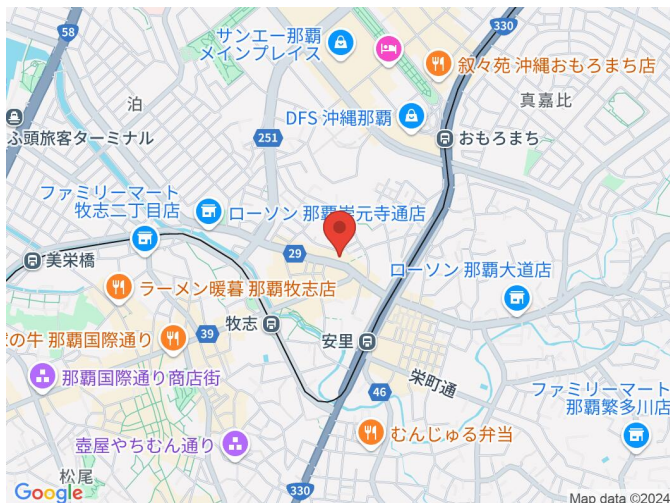 58
330
サンエー那覇
メインプレイス
叙々苑 沖縄おもろまち店
泊
真嘉比
DFS 沖縄那覇
ふ頭旅客ターミナル
251
おもろまち
ファミリーマート
牧志二丁目店
ローソン 那覇崇元寺通店
美栄橋
29
ローソン 那覇大道店
ラーメン暖暮 那覇牧志店
牧志
安里
の牛 那覇国際通り
39
那覇国際通り商店街
46
栄町通
ファミリーマート
那覇繁多川店
壺屋やちむん通り
むんじゅる弁当
松尾
Google
330
Map data ©2024